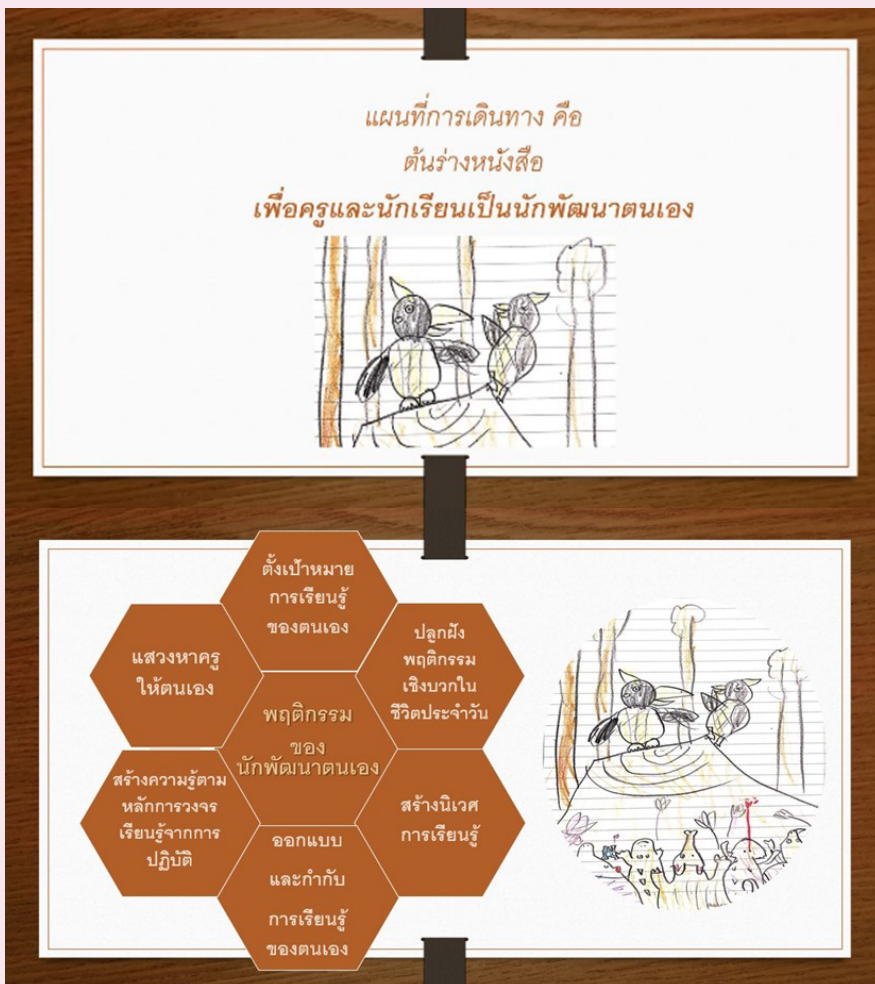 แผนที่การเดินทาง คือ
ต้นร่างหนังสือ
เพื่อครูและนักเรียนเป็นนักพัฒนาตนเอง
ตั้งเป้าหมาย
การเรียนรู้
ของตนเอง
ปลูกฝัง
พฤติกรรม
เชิงบวกใน
ชีวิตประจำวัน
สร้างนิเวศ
การเรียนรู้
ออกแบบ
และกำกับ
การเรียนรู้
ของตนเอง
สร้างความรู้ตาม
หลักการวงจร
เรียนรู้จากการ
ปฏิบัติ
แสวงหาครู
ให้ตนเอง
พฤติกรรม
ของ
นักพัฒนาตนเอง